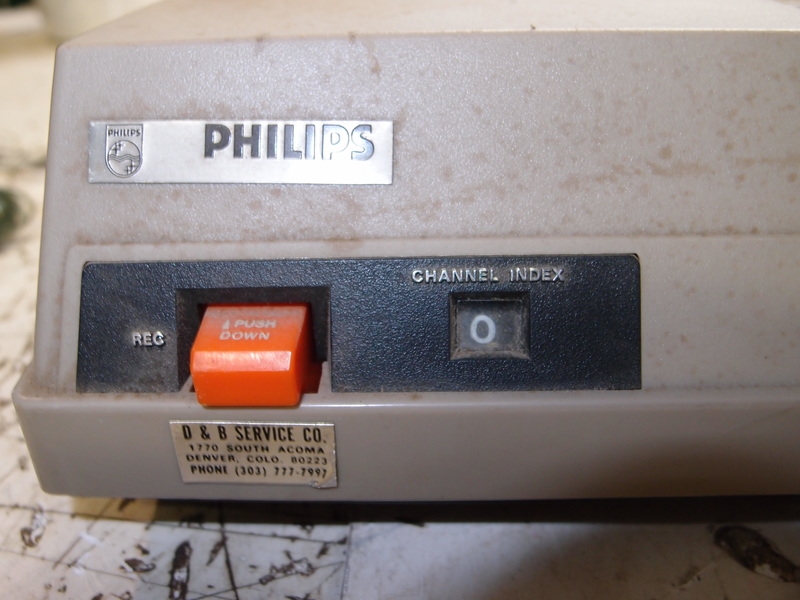 PHILIPS
PHILIPS
CHANNEL INDEX
REC
PUSH
DOWN
0
D & B SERVICE CO.
1770 SOUTH ACOMA
DENVER, COLO. 80223
PHONE (303) 777-7997